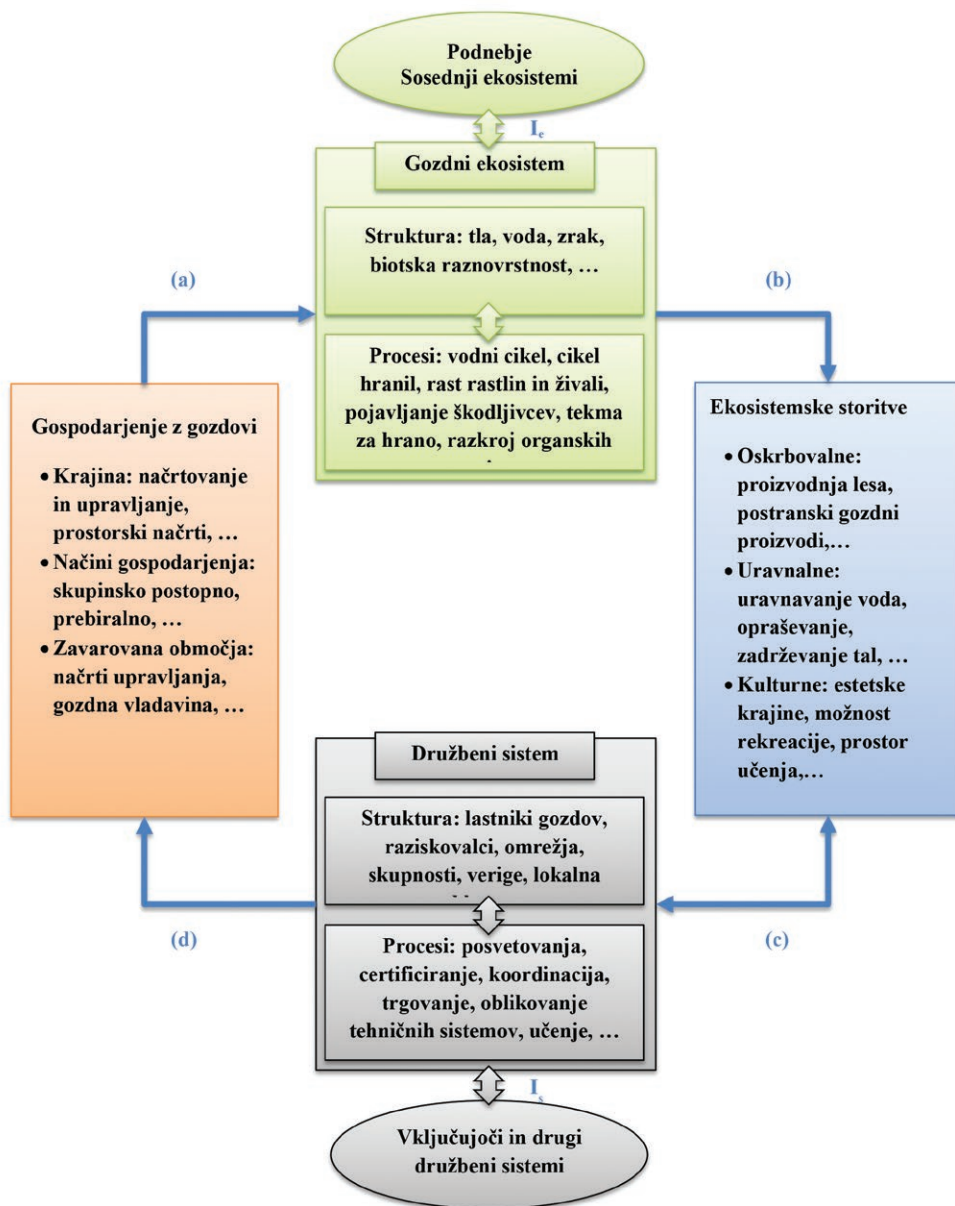 Podnebje
Sosednji ekosistemi
I_e
Gozdni ekosistem
Struktura: tla, voda, zrak,
biotska raznovrstnost, …
(a)
(b)
Procesi: vodni cikel, cikel
hranil, rast rastlin in živali,
pojavljanje škodljivcev, tekma
za hrano, razkroj organskih
Gospodarjenje z gozdovi
• Krajina: načrtovanje
in upravljanje,
prostorski načrti, …
• Načini gospodarjenja:
skupinsko postopno,
prebiralno, …
• Zavarovana območja:
načrti upravljanja,
gozdna vladavina, …
Ekosistemske storitve
• Oskrbovalne:
proizvodnja lesa,
postranski gozdni
proizvodi,…
• Uravnalne:
uravnavanje voda,
opraševanje,
zadrževanje tal, …
• Kulturne: estetske
krajine, možnost
rekreacije, prostor
učenja,…
Družbeni sistem
Struktura: lastniki gozdov,
raziskovalci, omrežja,
skupnosti, verige, lokalna
(d)
(c)
Procesi: posvetovanja,
certificiranje, koordinacija,
trgovanje, oblikovanje
tehničnih sistemov, učenje, …
I_s
Vključujoči in drugi
družbeni sistemi